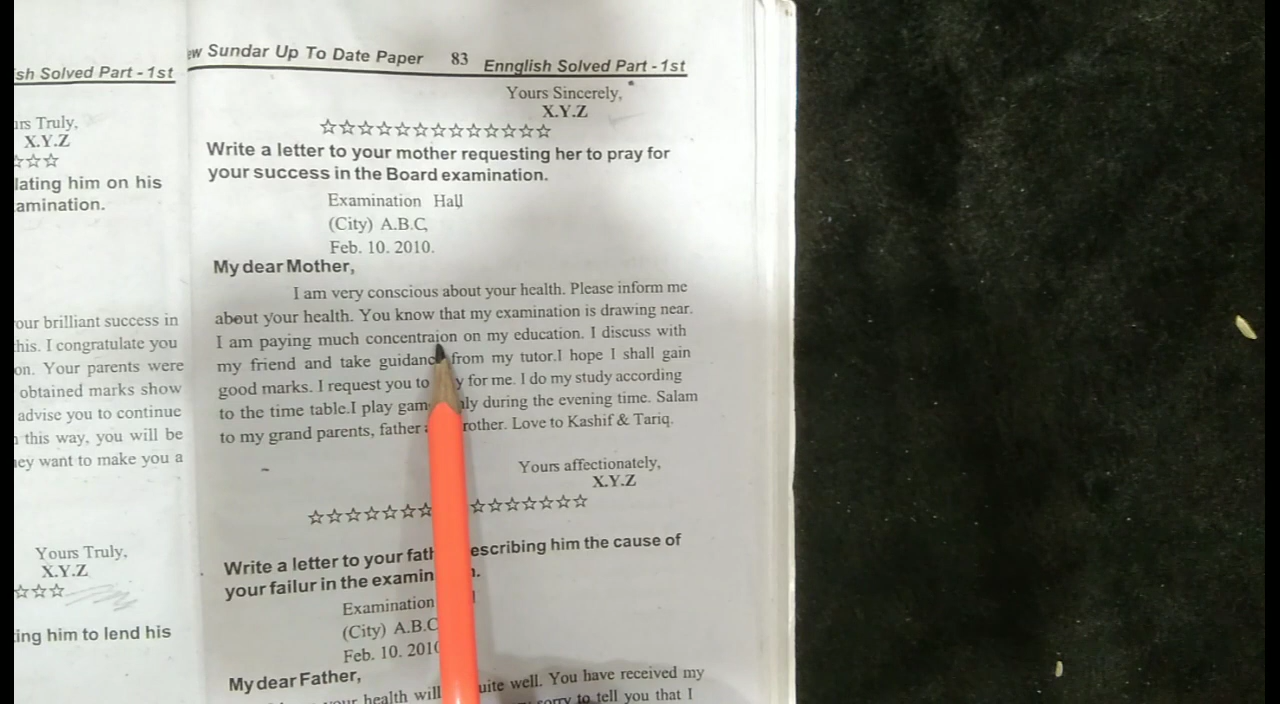 sh Solved Part - 1st
rs Truly,
X.Y.Z
☆☆☆
lating him on his
amination.
our brilliant success in
his. I congratulate you
on. Your parents were
obtained marks show
advise you to continue
this way, you will be
ey want to make you a
Yours Truly,
X.Y.Z
☆☆☆
ing him to lend his
ew Sundar Up To Date Paper 83 Ennglish Solved Part - 1st
Yours Sincerely,
X.Y.Z
☆☆☆☆☆☆☆☆☆☆☆☆☆
Write a letter to your mother requesting her to pray for
your success in the Board examination.
Examination Hall
(City) A.B.C,
Feb. 10. 2010.
My dear Mother,
I am very conscious about your health. Please inform me
about your health. You know that my examination is drawing near.
I am paying much concentraion on my education. I discuss with
my friend and take guidanc from my tutor.I hope I shall gain
good marks. I request you to y for me. I do my study according
to the time table.I play gam ly during the evening time. Salam
to my grand parents, father rother. Love to Kashif & Tariq.
Yours affectionately,
X.Y.Z
☆☆☆☆☆☆☆ ☆☆☆☆☆☆☆
Write a letter to your fath escribing him the cause of
your failur in the examin
Examination
(City) A.B.C
Feb. 10. 201
My dear Father,
your health will uite well. You have received my
sorry to tell you that I